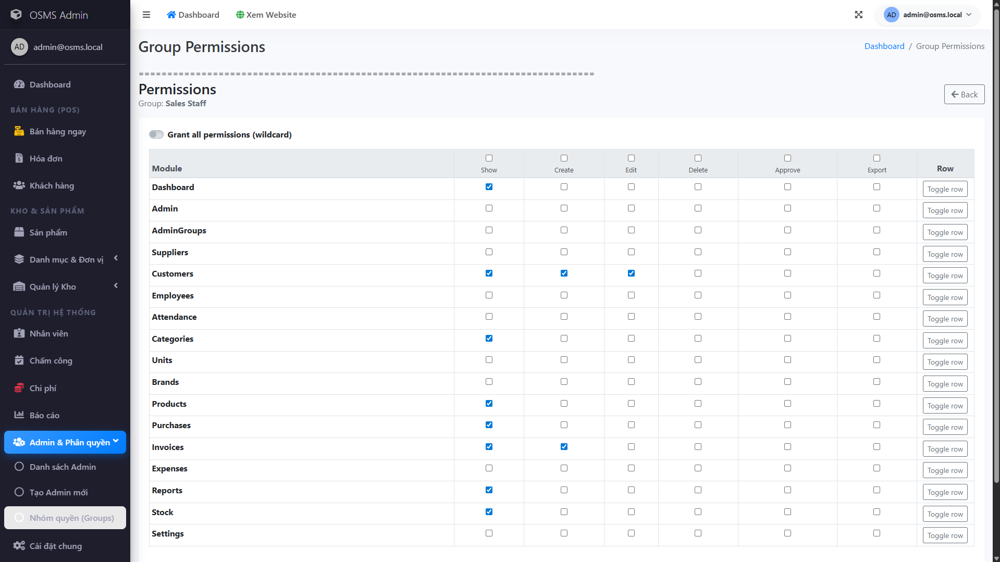 OSMS Admin
AD admin@osms.local
Dashboard
BÁN HÀNG (POS)
Bán hàng ngay
Hóa đơn
Khách hàng
KHO & SẢN PHẨM
Sản phẩm
Danh mục & Đơn vị
Quản lý Kho
QUẢN TRỊ HỆ THỐNG
Nhân viên
Chấm công
Chi phí
Báo cáo
Admin & Phân quyền
Danh sách Admin
Tạo Admin mới
Nhóm quyền (Groups)
Cài đặt chung
Dashboard Xem Website AD admin@osms.local
Group Permissions
Dashboard / Group Permissions
================================================================================
Permissions
Group: Sales Staff
Back
Grant all permissions (wildcard)
Module Show Create Edit Delete Approve Export Row
Dashboard Toggle row
Admin Toggle row
AdminGroups Toggle row
Suppliers Toggle row
Customers Toggle row
Employees Toggle row
Attendance Toggle row
Categories Toggle row
Units Toggle row
Brands Toggle row
Products Toggle row
Purchases Toggle row
Invoices Toggle row
Expenses Toggle row
Reports Toggle row
Stock Toggle row
Settings Toggle row